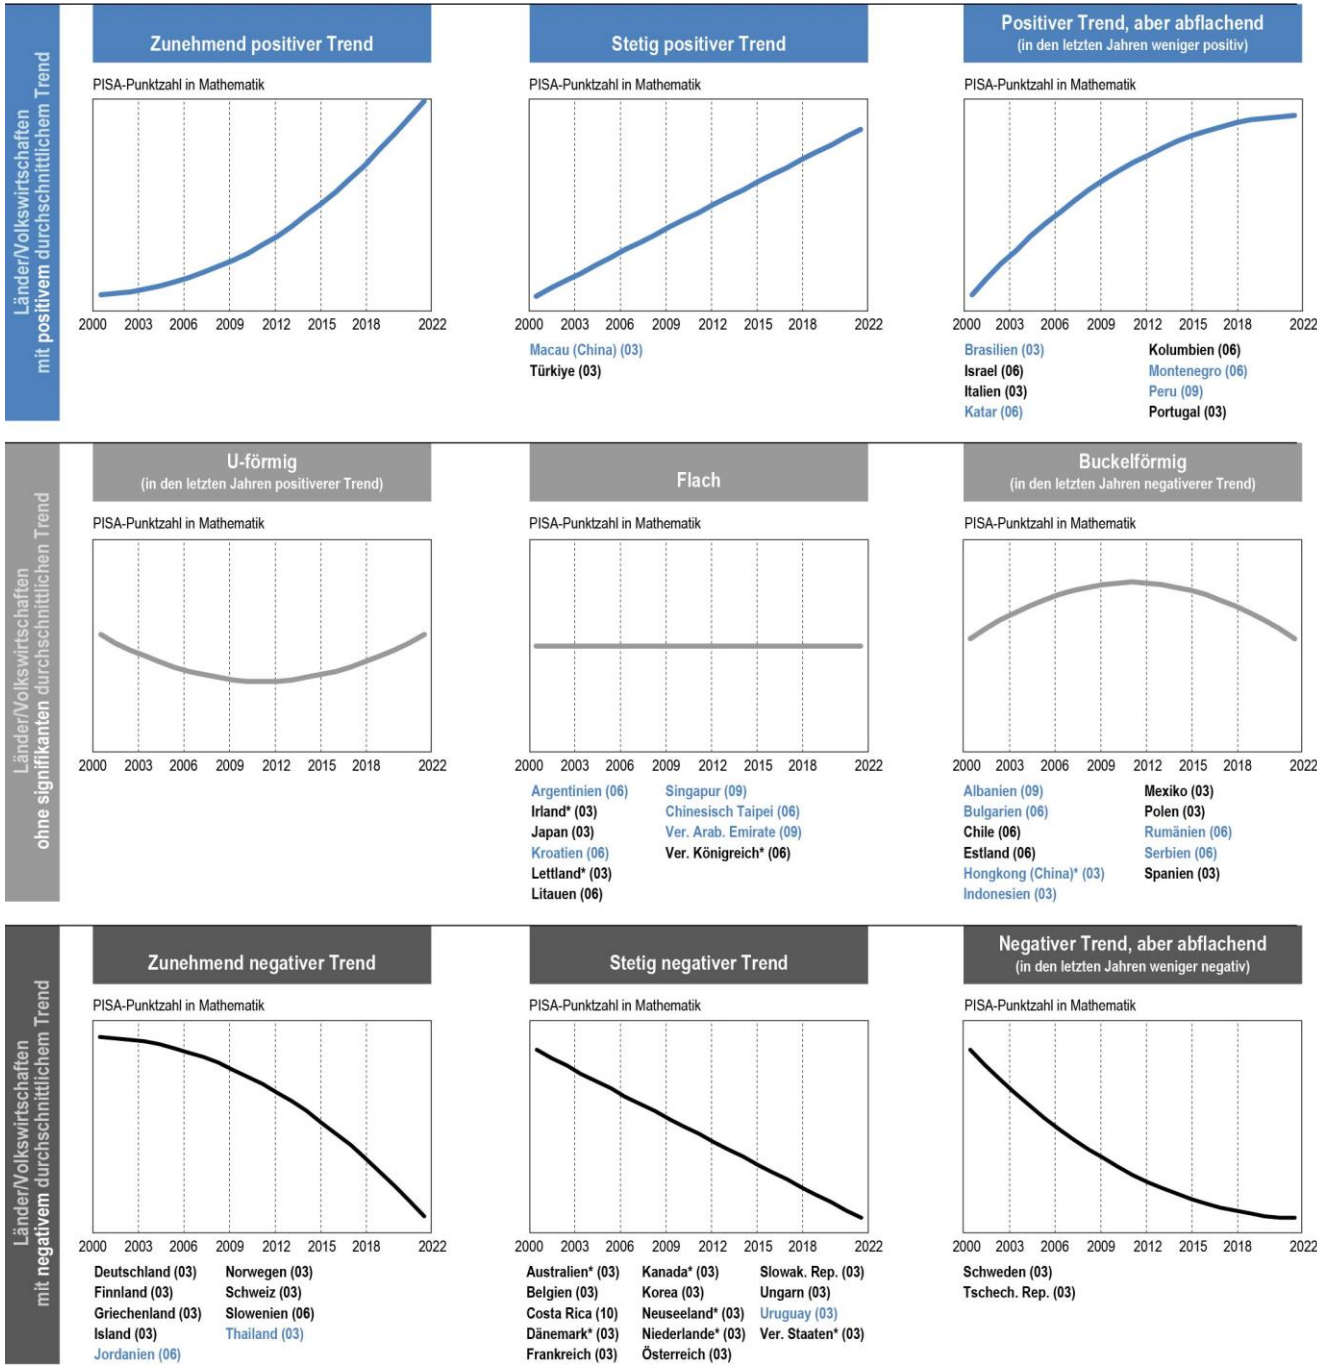 Länder/Volkswirtschaften
mit positivem durchschnittlichem Trend
Zunehmend positiver Trend
PISA-Punktzahl in Mathematik
2000 2003 2006 2009 2012 2015 2018 2022
Stetig positiver Trend
PISA-Punktzahl in Mathematik
2000 2003 2006 2009 2012 2015 2018 2022
Macau (China) (03)
Türkiye (03)
Positiver Trend, aber abflachend
(in den letzten Jahren weniger positiv)
PISA-Punktzahl in Mathematik
2000 2003 2006 2009 2012 2015 2018 2022
Brasilien (03) Kolumbien (06)
Israel (06) Montenegro (06)
Italien (03) Peru (09)
Katar (06) Portugal (03)
Länder/Volkswirtschaften
ohne signifikanten durchschnittlichen Trend
U-förmig
(in den letzten Jahren positiverer Trend)
PISA-Punktzahl in Mathematik
2000 2003 2006 2009 2012 2015 2018 2022
Flach
PISA-Punktzahl in Mathematik
2000 2003 2006 2009 2012 2015 2018 2022
Argentinien (06) Singapur (09)
Irland* (03) Chinesisch Taipei (06)
Japan (03) Ver. Arab. Emirate (09)
Kroatien (06) Ver. Königreich* (06)
Lettland* (03)
Litauen (06)
Buckelförmig
(in den letzten Jahren negativerer Trend)
PISA-Punktzahl in Mathematik
2000 2003 2006 2009 2012 2015 2018 2022
Albanien (09) Mexiko (03)
Bulgarien (06) Polen (03)
Chile (06) Rumänien (06)
Estland (06) Serbien (06)
Hongkong (China)* (03) Spanien (03)
Indonesien (03)
Länder/Volkswirtschaften
mit negativem durchschnittlichem Trend
Zunehmend negativer Trend
PISA-Punktzahl in Mathematik
2000 2003 2006 2009 2012 2015 2018 2022
Deutschland (03) Norwegen (03)
Finnland (03) Schweiz (03)
Griechenland (03) Slowenien (06)
Island (03) Thailand (03)
Jordanien (06)
Stetig negativer Trend
PISA-Punktzahl in Mathematik
2000 2003 2006 2009 2012 2015 2018 2022
Australien* (03) Kanada* (03) Slowak. Rep. (03)
Belgien (03) Korea (03) Ungarn (03)
Costa Rica (10) Neuseeland* (03) Uruguay (03)
Dänemark* (03) Niederlande* (03) Ver. Staaten* (03)
Frankreich (03) Österreich (03)
Negativer Trend, aber abflachend
(in den letzten Jahren weniger negativ)
PISA-Punktzahl in Mathematik
2000 2003 2006 2009 2012 2015 2018 2022
Schweden (03)
Tschech. Rep. (03)